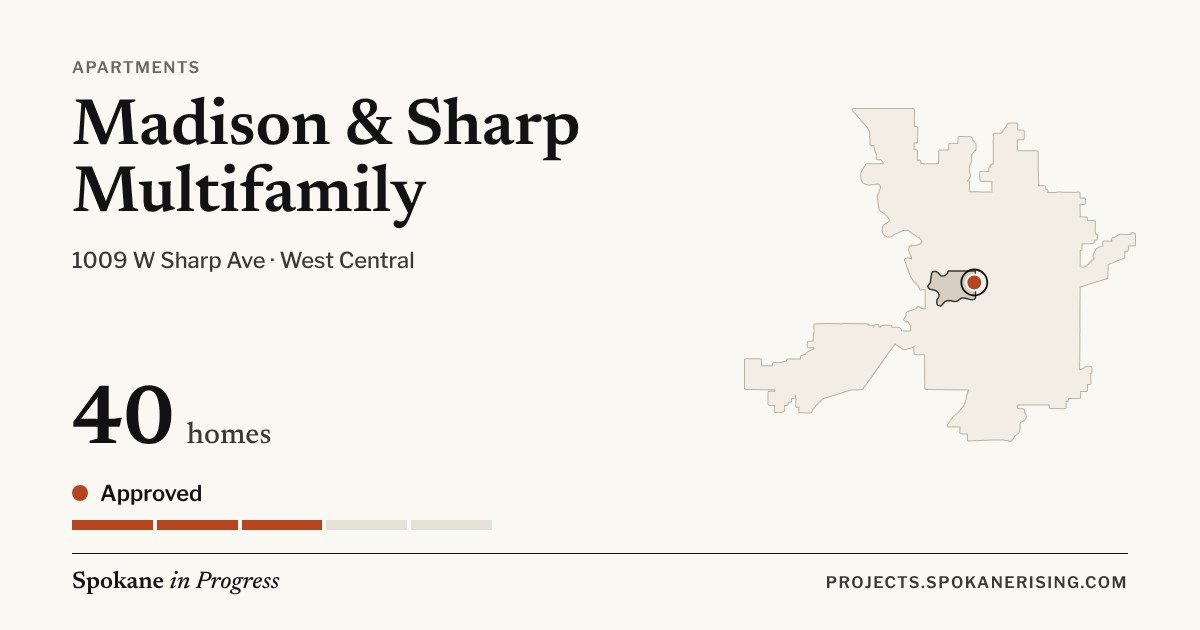 APARTMENTS
Madison & Sharp
Multifamily
1009 W Sharp Ave · West Central
40 homes
Approved
Spokane in Progress
PROJECTS.SPOKANERISING.COM